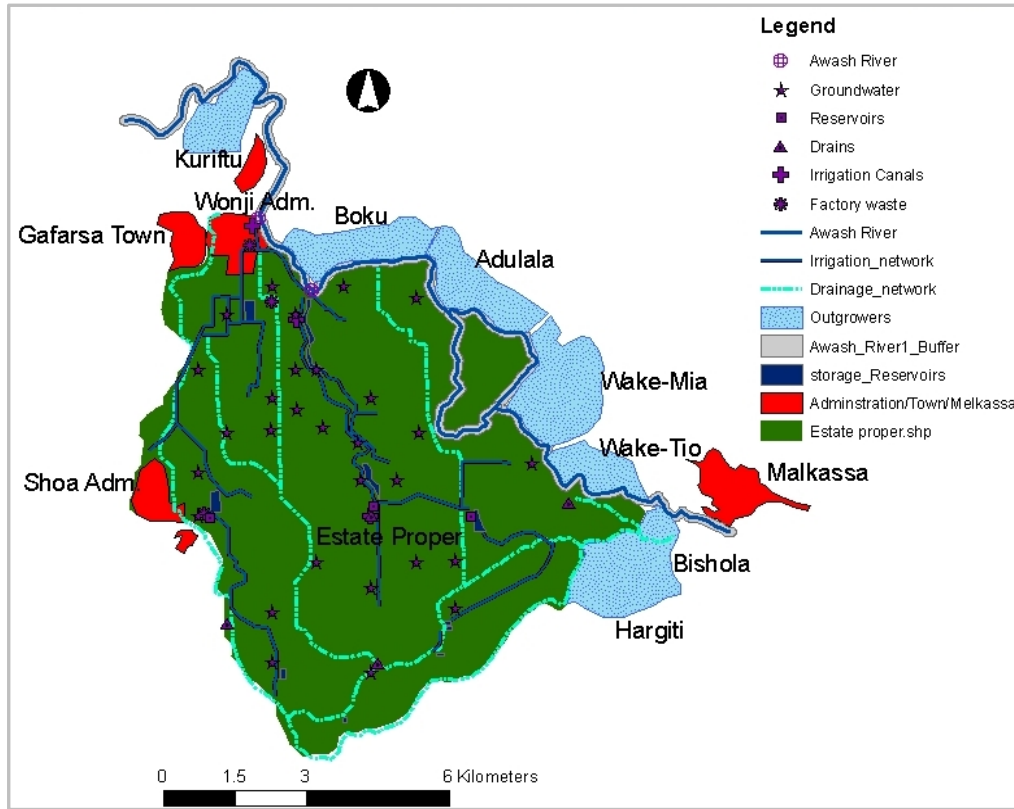 Legend
Awash River
Groundwater
Reservoirs
Drains
Irrigation Canals
Factory waste
Awash River
Irrigation_network
Drainage_network
Outgrowers
Awash_River1_Buffer
storage_Reservoirs
Adminstration/Town/Melkassa
Estate proper.shp
Kuriftu
Wonji Adm.
Boku
Gafarsa Town
Adulala
Wake-Mia
Wake-Tio
Malkassa
Shoa Adm
Estate Proper
Bishola
Hargiti
0 1.5 3 6 Kilometers